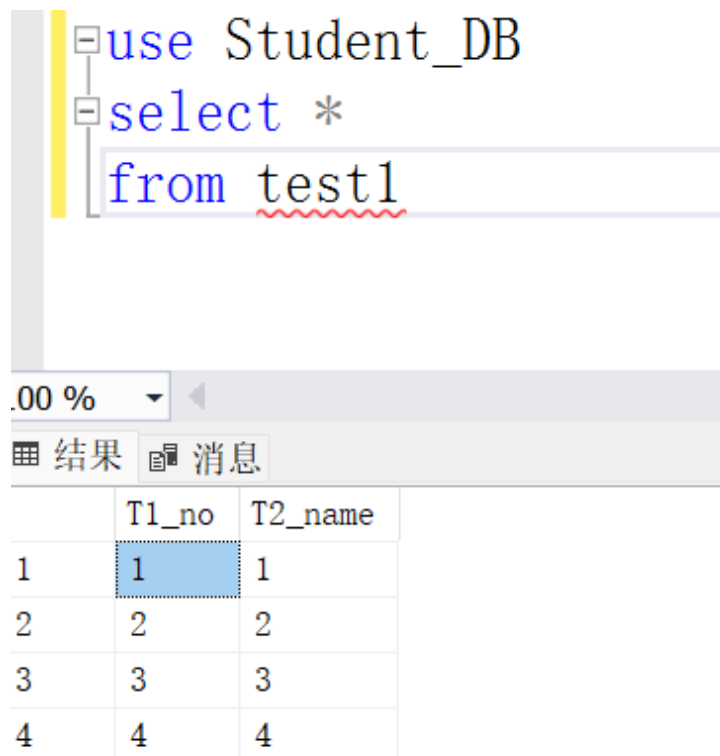 use Student_DB
select *
from test1
.00 %
结果 消息
T1_no T2_name
1 1 1
2 2 2
3 3 3
4 4 4